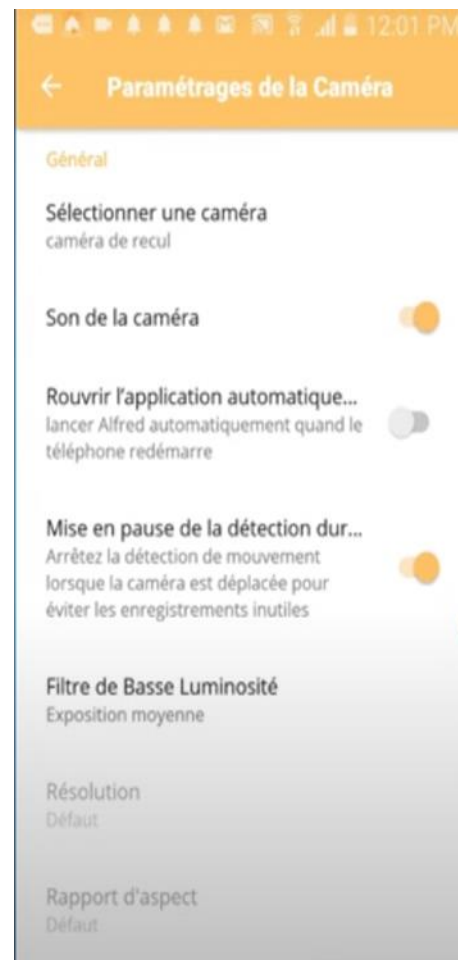 12:01 PM
Paramétrages de la Caméra
Général
Sélectionner une caméra
caméra de recul
Son de la caméra
Rouvrir l'application automatique...
lancer Alfred automatiquement quand le
téléphone redémarre
Mise en pause de la détection dur...
Arrêtez la détection de mouvement
lorsque la caméra est déplacée pour
éviter les enregistrements inutiles
Filtre de Basse Luminosité
Exposition moyenne
Résolution
Défaut
Rapport d'aspect
Défaut